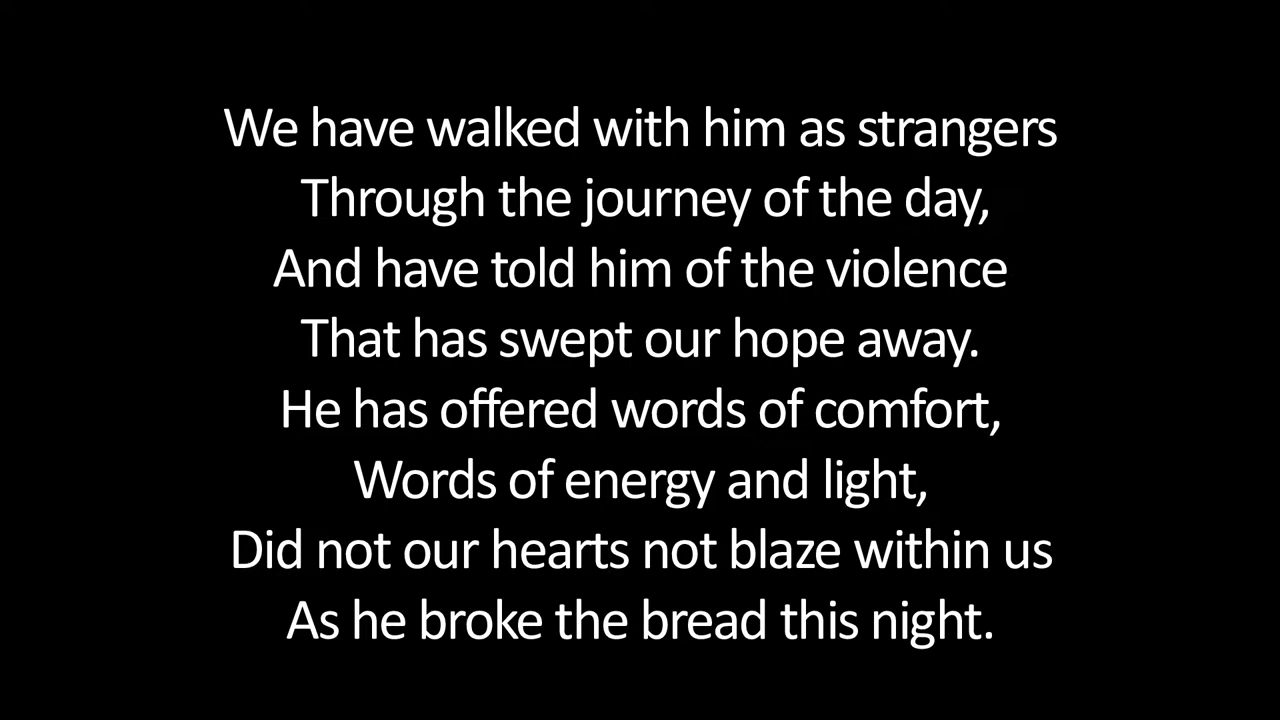 We have walked with him as strangers
Through the journey of the day,
And have told him of the violence
That has swept our hope away.
He has offered words of comfort,
Words of energy and light,
Did not our hearts not blaze within us
As he broke the bread this night.